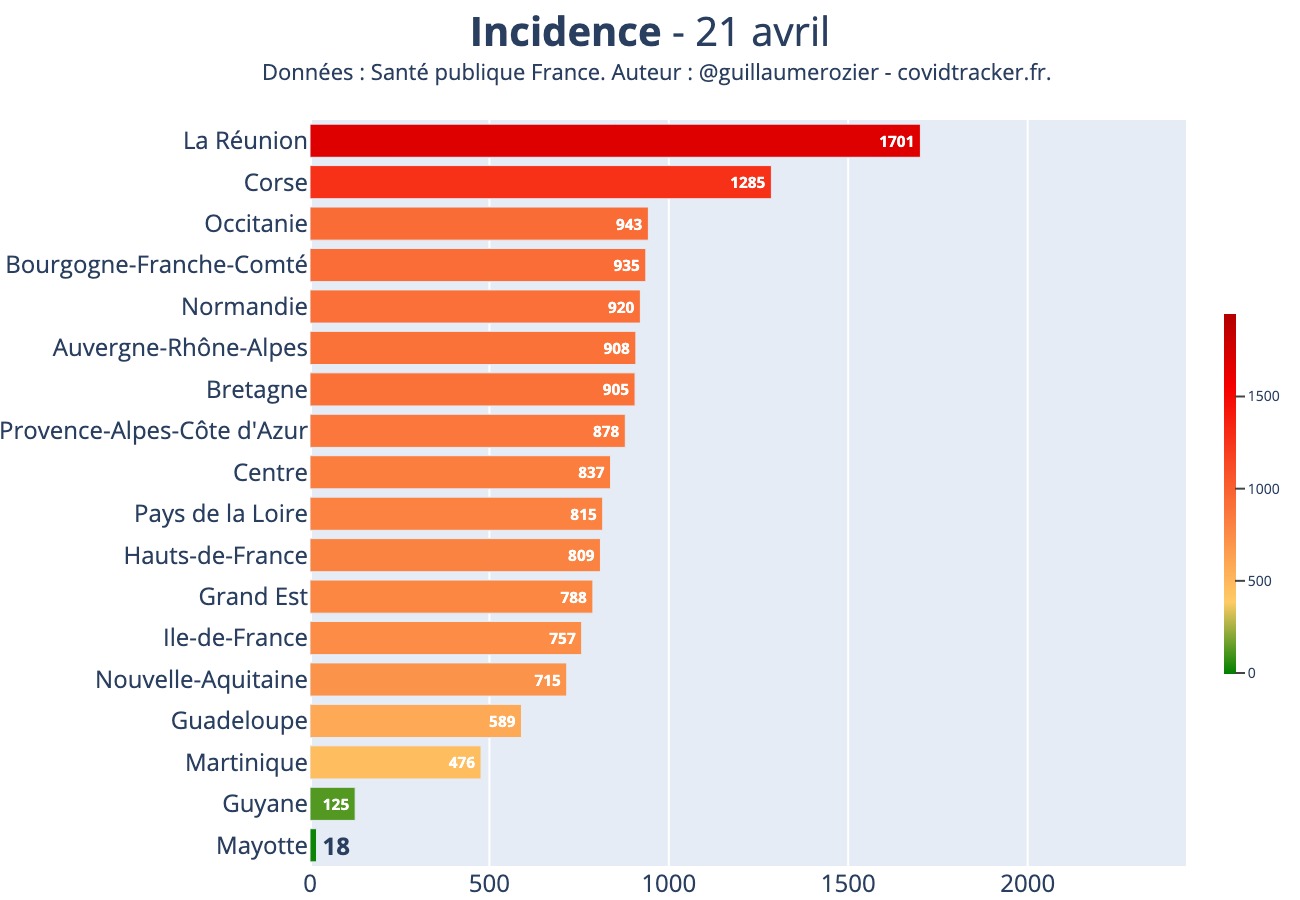 Incidence - 21 avril
Données : Santé publique France. Auteur : @guillaumerozier - covidtracker.fr.
La Réunion 1701
Corse 1285
Occitanie 943
Bourgogne-Franche-Comté 935
Normandie 920
Auvergne-Rhône-Alpes 908
Bretagne 905
Provence-Alpes-Côte d'Azur 878
Centre 837
Pays de la Loire 815
Hauts-de-France 809
Grand Est 788
Ile-de-France 757
Nouvelle-Aquitaine 715
Guadeloupe 589
Martinique 476
Guyane 125
Mayotte 18
0 500 1000 1500 2000
1500
1000
500
0